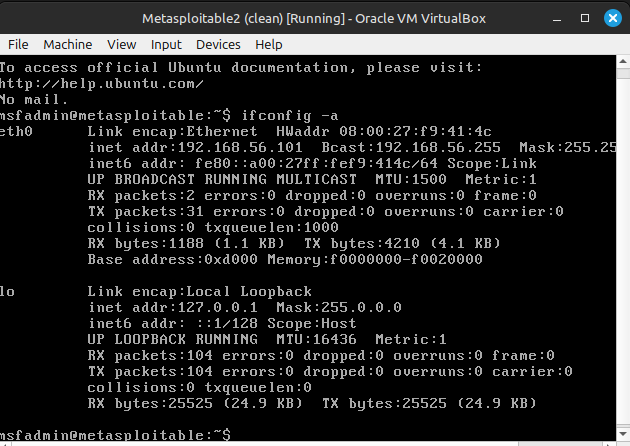 Metasploitable2 (clean) [Running] - Oracle VM VirtualBox
File Machine View Input Devices Help
To access official Ubuntu documentation, please visit:
http://help.ubuntu.com/
No mail.
msfadmin@metasploitable:~$ ifconfig -a
eth0 Link encap:Ethernet HWaddr 08:00:27:f9:41:4c
inet addr:192.168.56.101 Bcast:192.168.56.255 Mask:255.25
inet6 addr: fe80::a00:27ff:fef9:414c/64 Scope:Link
UP BROADCAST RUNNING MULTICAST MTU:1500 Metric:1
RX packets:2 errors:0 dropped:0 overruns:0 frame:0
TX packets:31 errors:0 dropped:0 overruns:0 carrier:0
collisions:0 txqueuelen:1000
RX bytes:1188 (1.1 KB) TX bytes:4210 (4.1 KB)
Base address:0xd000 Memory:f0000000-f0020000
lo Link encap:Local Loopback
inet addr:127.0.0.1 Mask:255.0.0.0
inet6 addr: ::1/128 Scope:Host
UP LOOPBACK RUNNING MTU:16436 Metric:1
RX packets:104 errors:0 dropped:0 overruns:0 frame:0
TX packets:104 errors:0 dropped:0 overruns:0 carrier:0
collisions:0 txqueuelen:0
RX bytes:25525 (24.9 KB) TX bytes:25525 (24.9 KB)
msfadmin@metasploitable:~$